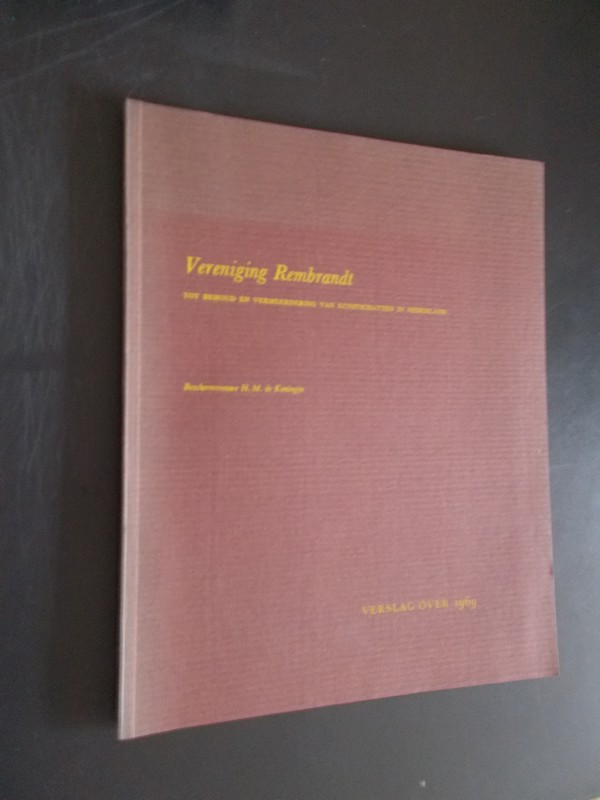 Vereniging Rembrandt
TOT BEHOUD EN VERMEERDERING VAN KUNSTSCHATTEN IN NEDERLAND
Beschermvrouwe H. M. de Koningin
VERSLAG OVER 1969